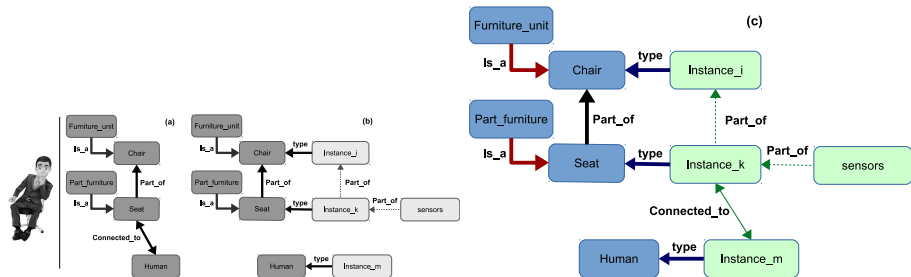 (a)
Furniture_unit
Is_a
Chair
Part_furniture
Part_of
Is_a
Seat
Connected_to
Human
(b)
Furniture_unit
Is_a
Chair
type
Instance_i
Part_furniture
Part_of
Part_of
Is_a
Seat
type
Instance_k
Part_of
sensors
Human
type
Instance_m
(c)
Furniture_unit
Is_a
Chair
type
Instance_i
Part_furniture
Part_of
Part_of
Is_a
Seat
type
Instance_k
Part_of
sensors
Connected_to
Human
type
Instance_m